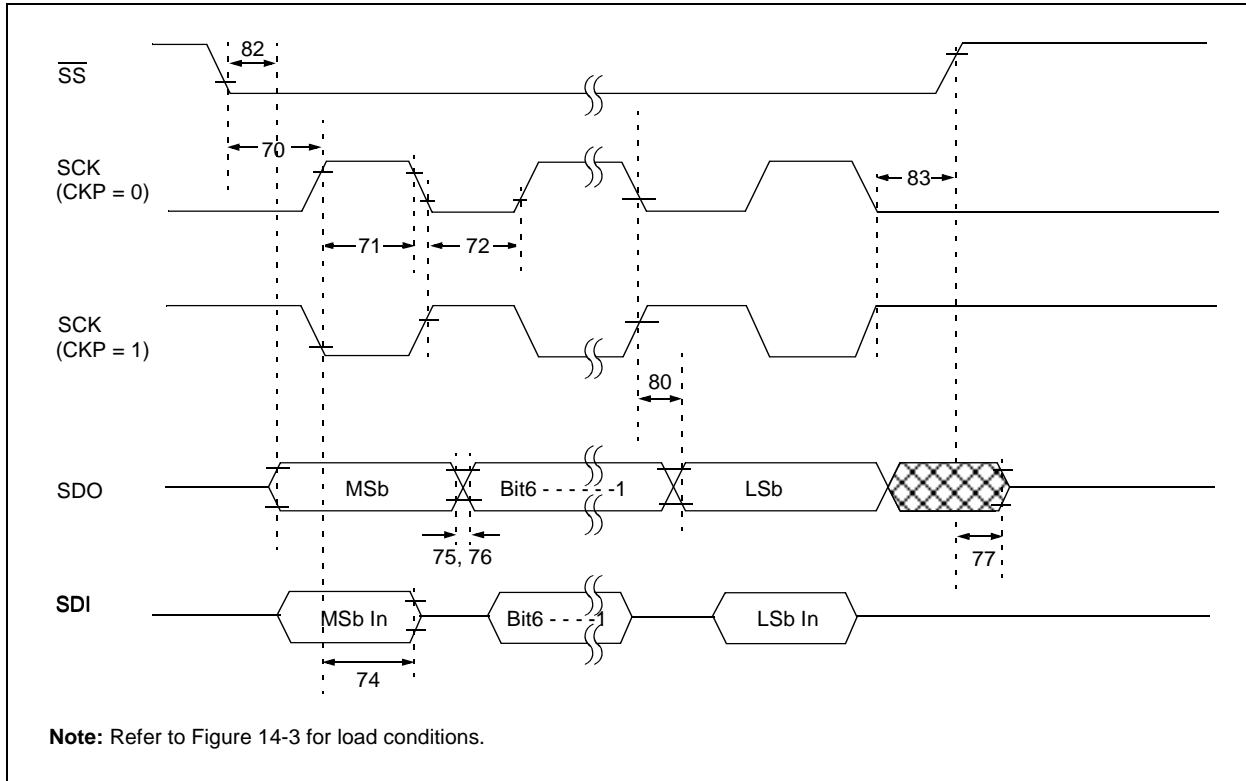 82
SS
70
SCK
(CKP = 0)
83
71
72
SCK
(CKP = 1)
80
SDO
MSb
Bit6 - - - - - -1
LSb
75, 76
77
SDI
MSb In
Bit6 - - - -1
LSb In
74
Note: Refer to Figure 14-3 for load conditions.